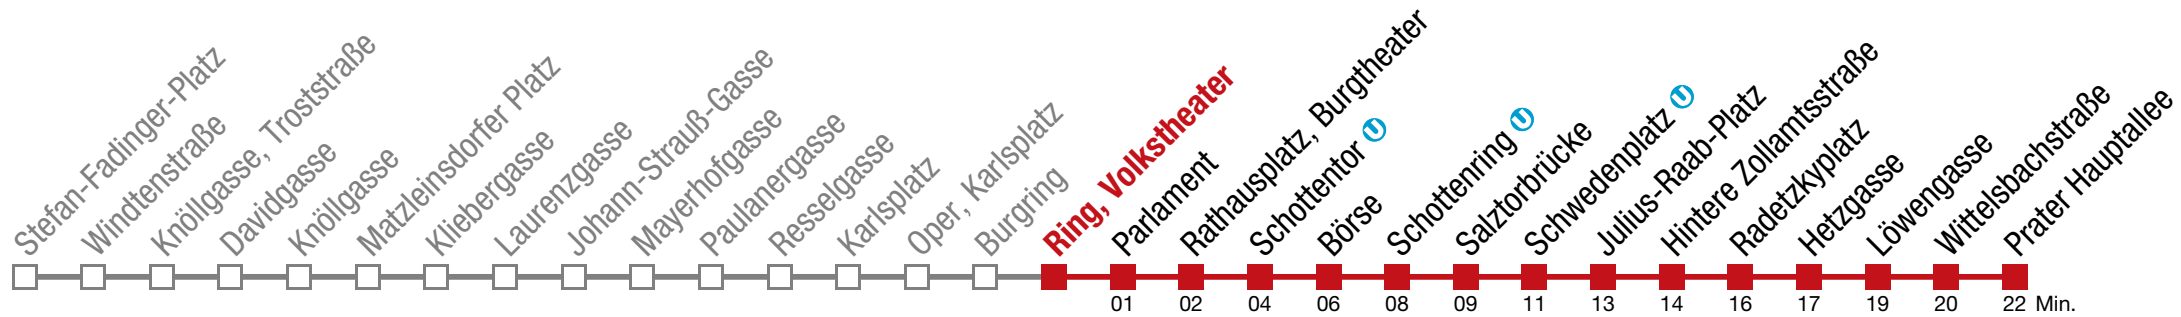 Stefan-Fadinger-Platz
Windtenstraße
Knöllgasse, Troststraße
Davidgasse
Knöllgasse
Matzleinsdorfer Platz
Kliebergasse
Laurenzgasse
Johann-Strauß-Gasse
Mayerhofgasse
Paulanergasse
Resselgasse
Karlsplatz
Oper, Karlsplatz
Burgring
Ring, Volkstheater
Parlament
Rathausplatz, Burgtheater
Schottentor U
Börse
Schottenring U
Salztorbrücke
Schwedenplatz U
Julius-Raab-Platz
Hintere Zollamtsstraße
Radetzkyplatz
Hetzgasse
Löwengasse
Wittelsbachstraße
Prater Hauptallee
01 02 04 06 08 09 11 13 14 16 17 19 20 22 Min.